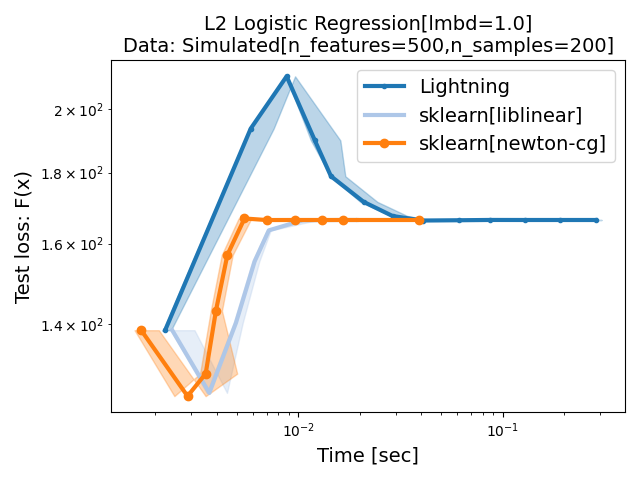 L2 Logistic Regression[lmbd=1.0]
Data: Simulated[n_features=500,n_samples=200]
Lightning
sklearn[liblinear]
sklearn[newton-cg]
Test loss: F(x)
2 × 10²
1.8 × 10²
1.6 × 10²
1.4 × 10²
10⁻²
10⁻¹
Time [sec]